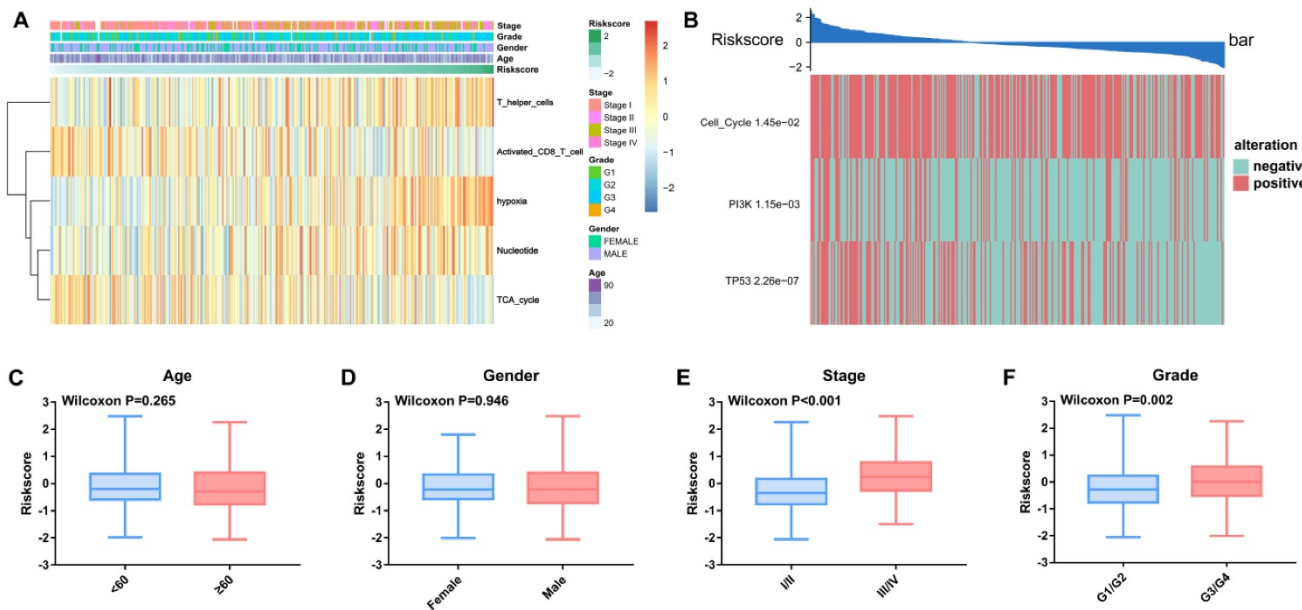 A
Stage
Grade
Gender
Age
Riskscore
T_helper_cells
Activated_CD8_T_cell
hypoxia
Nucleotide
TCA_cycle
Riskscore
2
−2
Stage
Stage I
Stage II
Stage III
Stage IV
Grade
G1
G2
G3
G4
Gender
FEMALE
MALE
Age
90
20
2
1
0
−1
−2
B
Riskscore
2
0
−2
bar
Cell_Cycle 1.45e−02
PI3K 1.15e−03
TP53 2.26e−07
alteration
negativ
positive
C
Age
Wilcoxon P=0.265
Riskscore
3
2
1
0
-1
-2
-3
<60
≥60
D
Gender
Wilcoxon P=0.946
Riskscore
3
2
1
0
-1
-2
-3
Female
Male
E
Stage
Wilcoxon P<0.001
Riskscore
3
2
1
0
-1
-2
-3
I/II
III/IV
F
Grade
Wilcoxon P=0.002
Riskscore
3
2
1
0
-1
-2
-3
G1/G2
G3/G4